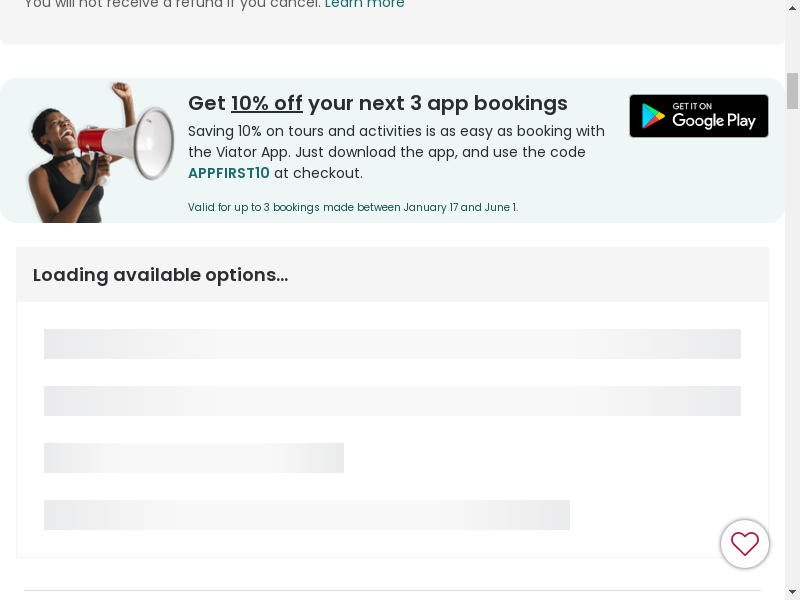 You will not receive a refund if you cancel. Learn more
Get 10% off your next 3 app bookings
Saving 10% on tours and activities is as easy as booking with
the Viator App. Just download the app, and use the code
APPFIRST10 at checkout.
Valid for up to 3 bookings made between January 17 and June 1.
GET IT ON
Google Play
Loading available options...